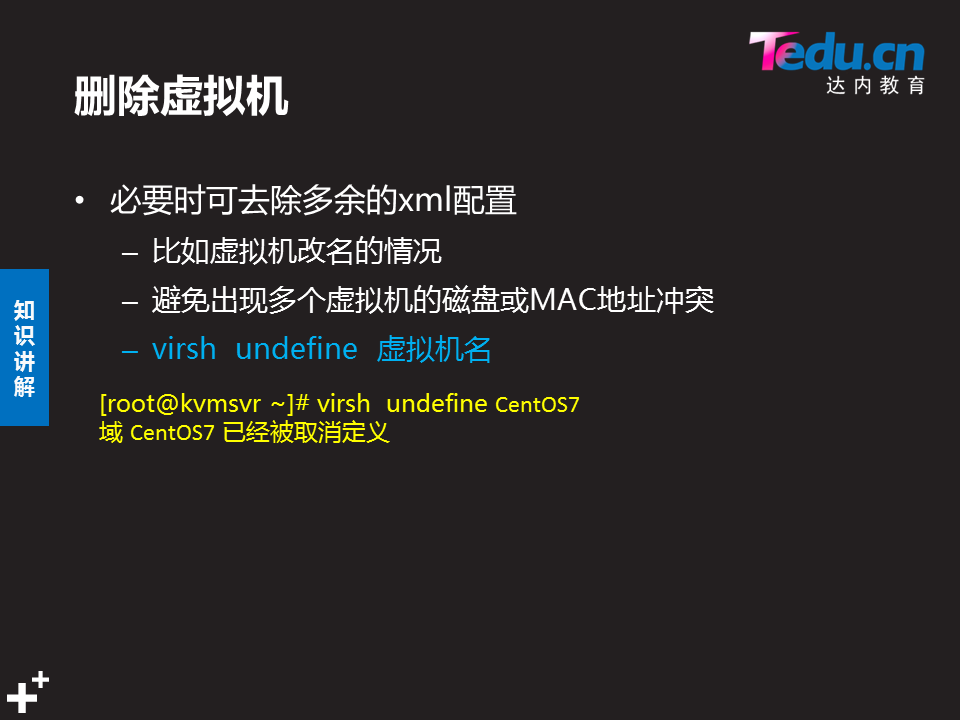 Tedu.cn
达内教育
删除虚拟机
• 必要时可去除多余的xml配置
– 比如虚拟机改名的情况
– 避免出现多个虚拟机的磁盘或MAC地址冲突
– virsh undefine 虚拟机名
知识讲解
[root@kvmsvr ~]# virsh undefine CentOS7
域 CentOS7 已经被取消定义